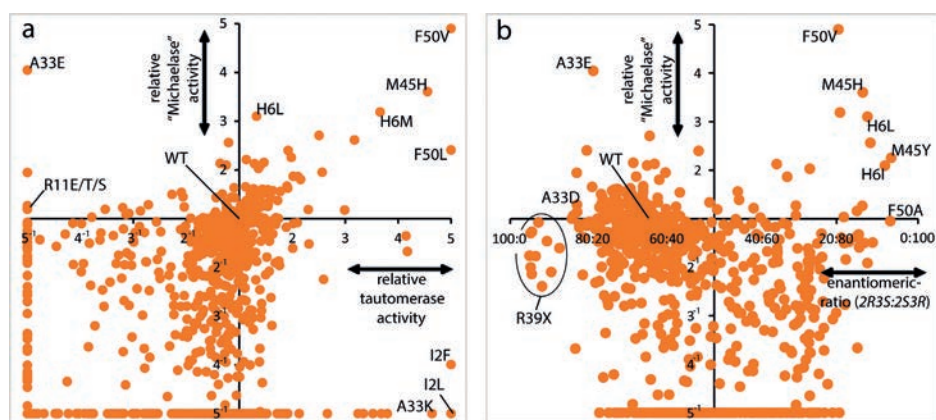 a
5
F50V
relative
"Michaelase"
activity
A33E
4
M45H
H6L
3
H6M
F50L
WT
2
R11E/T/S
5-1
4-1
3-1
2-1
2
3
4
5
2-1
relative
tautomerase
activity
3-1
I2F
4-1
I2L
A33K
5-1
b
5
F50V
relative
"Michaelase"
activity
A33E
4
M45H
3
H6L
M45Y
WT
2
H6I
A33D
F50A
100:0
80:20
60:40
40:60
20:80
0:100
2-1
enantiomeric-
ratio (2R3S:2S3R)
R39X
3-1
4-1
5-1